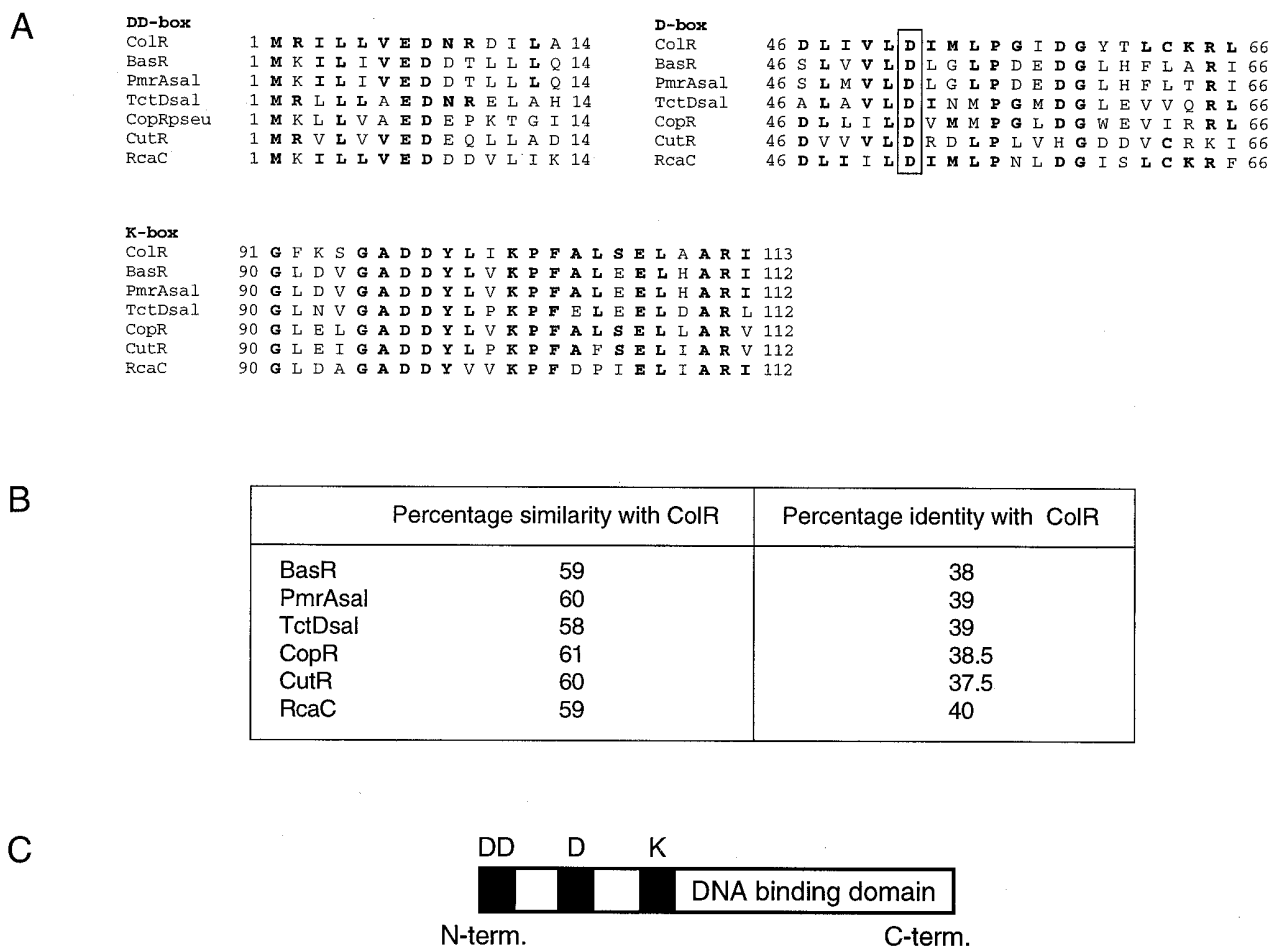 A
DD-box
ColR 1 M R I L L V E D N R D I L A 14
BasR 1 M K I L I V E D D T L L L Q 14
PmrAsal 1 M K I L I V E D D T L L L Q 14
TctDsal 1 M R L L L A E D N R E L A H 14
CopRpseu 1 M K L L V A E D E P K T G I 14
CutR 1 M R V L V V E D E Q L L A D 14
RcaC 1 M K I L L V E D D D V L I K 14
D-box
ColR 46 D L I V L D I M L P G I D G Y T L C K R L 66
BasR 46 S L V V L D L G L P D E D G L H F L A R I 66
PmrAsal 46 S L M V L D L G L P D E D G L H F L T R I 66
TctDsal 46 A L A V L D I N M P G M D G L E V V Q R L 66
CopR 46 D L L I L D V M M P G L D G W E V I R R L 66
CutR 46 D V V V L D R D L P L V H G D D V C R K I 66
RcaC 46 D L I I L D I M L P N L D G I S L C K R F 66
K-box
ColR 91 G F K S G A D D Y L I K P F A L S E L A A R I 113
BasR 90 G L D V G A D D Y L V K P F A L E E L H A R I 112
PmrAsal 90 G L D V G A D D Y L V K P F A L E E L H A R I 112
TctDsal 90 G L N V G A D D Y L P K P F E L E E L D A R L 112
CopR 90 G L E L G A D D Y L V K P F A L S E L L A R V 112
CutR 90 G L E I G A D D Y L P K P F A F S E L I A R V 112
RcaC 90 G L D A G A D D Y V V K P F D P I E L I A R I 112
B
Percentage similarity with ColR Percentage identity with ColR
BasR 59 38
PmrAsal 60 39
TctDsal 58 39
CopR 61 38.5
CutR 60 37.5
RcaC 59 40
C
DD D K
DNA binding domain
N-term. C-term.